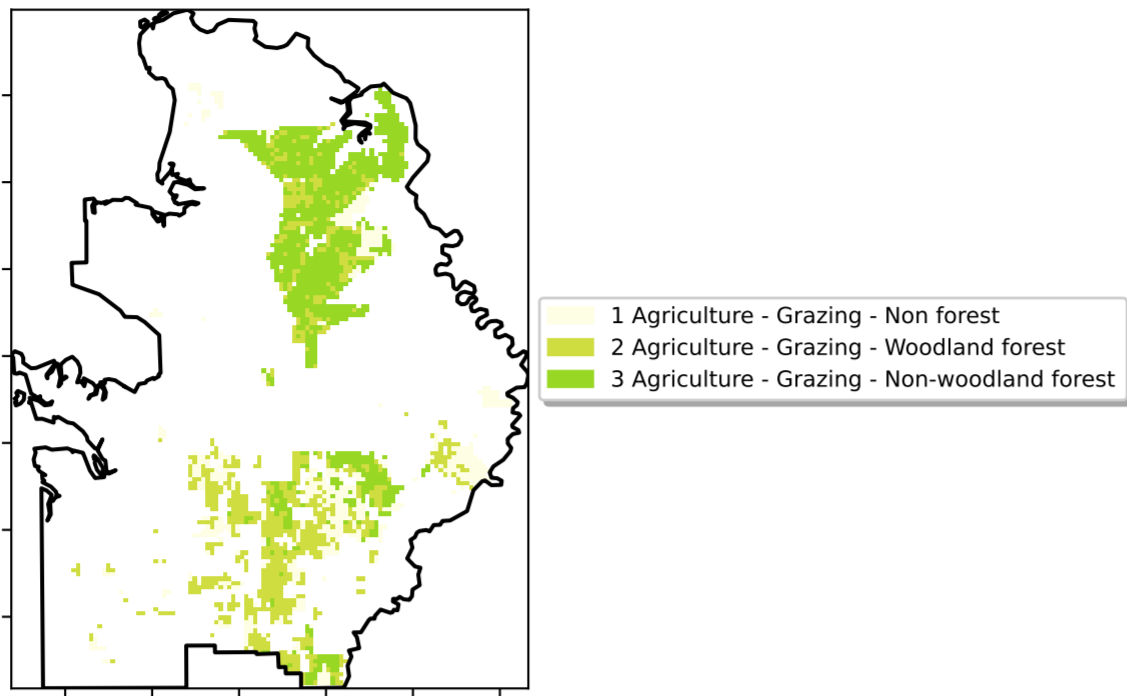 1 Agriculture - Grazing - Non forest
2 Agriculture - Grazing - Woodland forest
3 Agriculture - Grazing - Non-woodland forest